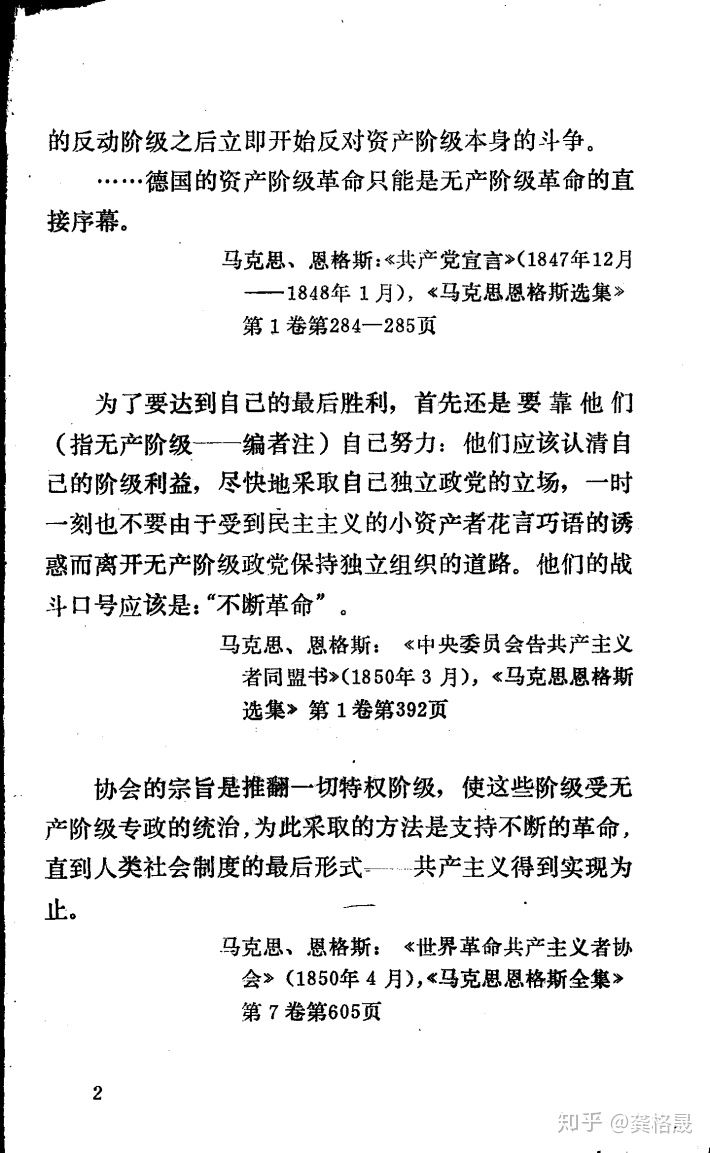 的反动阶级之后立即开始反对资产阶级本身的斗争。
……德国的资产阶级革命只能是无产阶级革命的直
接序幕。
马克思、恩格斯：《共产党宣言》（1847年12月
——1848年1月），《马克思恩格斯选集》
第1卷第284—285页
为了要达到自己的最后胜利，首先还是要靠他们
（指无产阶级——编者注）自己努力：他们应该认清自
己的阶级利益，尽快地采取自己独立政党的立场，一时
一刻也不要由于受到民主主义的小资产者花言巧语的诱
惑而离开无产阶级政党保持独立组织的道路。他们的战
斗口号应该是：“不断革命”。
马克思、恩格斯：《中央委员会告共产主义
者同盟书》（1850年3月），《马克思恩格斯
选集》第1卷第392页
协会的宗旨是推翻一切特权阶级，使这些阶级受无
产阶级专政的统治，为此采取的方法是支持不断的革命，
直到人类社会制度的最后形式——共产主义得到实现为
止。
马克思、恩格斯：《世界革命共产主义者协
会》（1850年4月），《马克思恩格斯全集》
第7卷第605页
2
知乎 @龚格晟